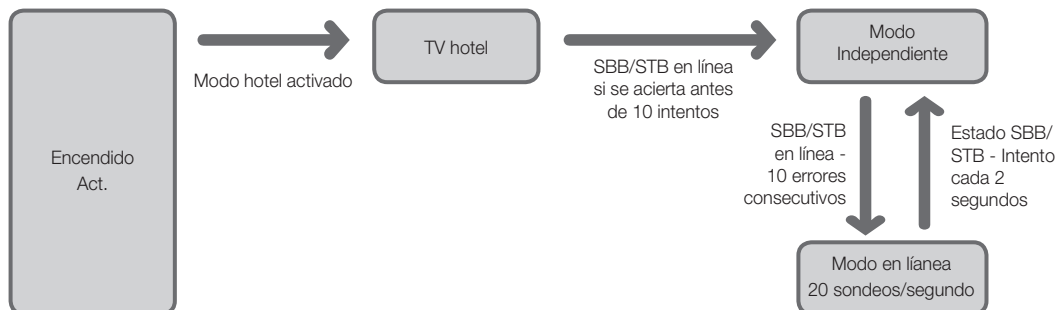 Encendido
Act.
Modo hotel activado
TV hotel
SBB/STB en línea
si se acierta antes
de 10 intentos
Modo
Independiente
SBB/STB
en línea -
10 errores
consecutivos
Estado SBB/
STB - Intento
cada 2
segundos
Modo en líanea
20 sondeos/segundo